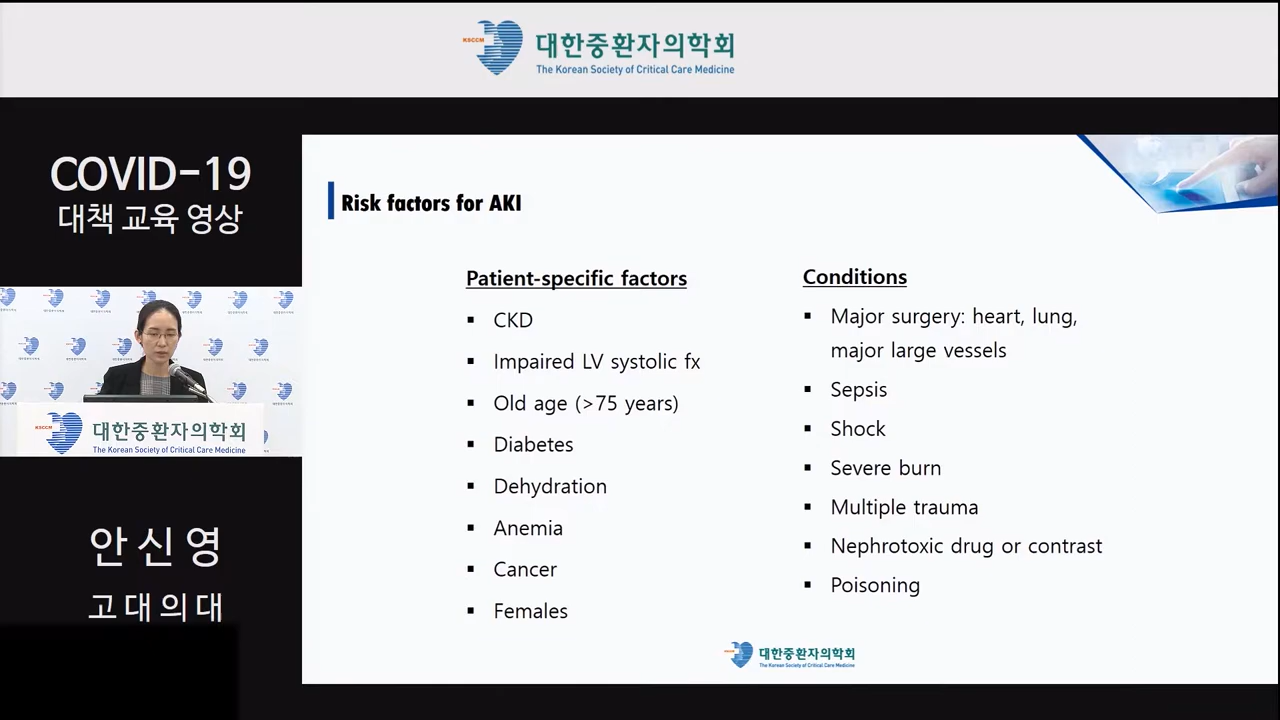 KSCCM
대한중환자의학회
The Korean Society of Critical Care Medicine
COVID-19
대책 교육 영상
대한중환자의학회
The Korean Society of Critical Care Medicine
안신영
고대의대
Risk factors for AKI
Patient-specific factors
▪ CKD
▪ Impaired LV systolic fx
▪ Old age (>75 years)
▪ Diabetes
▪ Dehydration
▪ Anemia
▪ Cancer
▪ Females
Conditions
▪ Major surgery: heart, lung,
major large vessels
▪ Sepsis
▪ Shock
▪ Severe burn
▪ Multiple trauma
▪ Nephrotoxic drug or contrast
▪ Poisoning
KSCCM
대한중환자의학회
The Korean Society of Critical Care Medicine